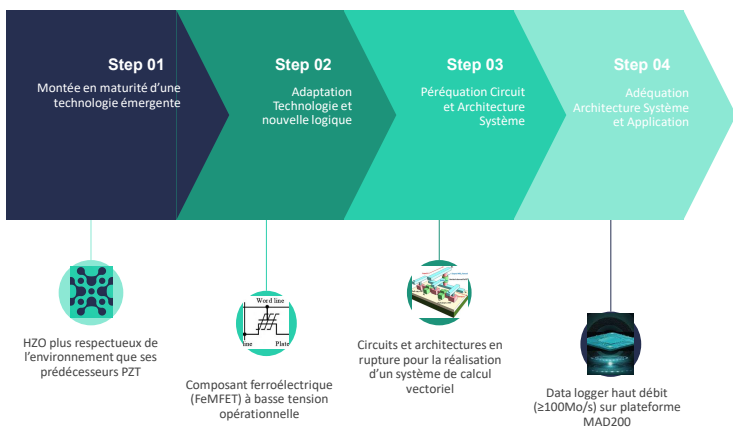 Step 01
Montée en maturité d'une
technologie émergente
Step 02
Adaptation
Technologie et
nouvelle logique
Step 03
Péréquation Circuit
et Architecture
Système
Step 04
Adéquation
Architecture Système
et Application
HZO plus respectueux de
l'environnement que ses
prédécesseurs PZT
Word line
ine
Plate
Composant ferroélectrique
(FeMFET) à basse tension
opérationnelle
Circuits et architectures en
rupture pour la réalisation
d'un système de calcul
vectoriel
Data logger haut débit
(≥100Mo/s) sur plateforme
MAD200